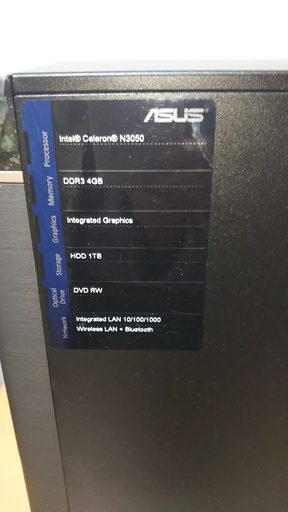 ASUS
Processor
Intel® Celeron® N3050
Memory
DDR3 4GB
Graphics
Integrated Graphics
Storage
HDD 1TB
Optical
Drive
DVD RW
Network
Integrated LAN 10/100/1000
Wireless LAN + Bluetooth